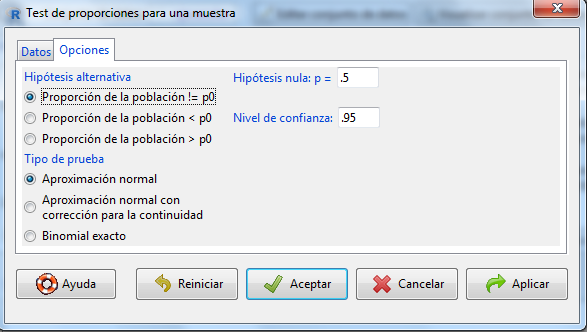 Test de proporciones para una muestra
Datos
Opciones
Hipótesis alternativa
Proporción de la población != p0
Proporción de la población < p0
Proporción de la población > p0
Hipótesis nula: p = .5
Nivel de confianza: .95
Tipo de prueba
Aproximación normal
Aproximación normal con
corrección para la continuidad
Binomial exacto
Ayuda
Reiniciar
Aceptar
Cancelar
Aplicar